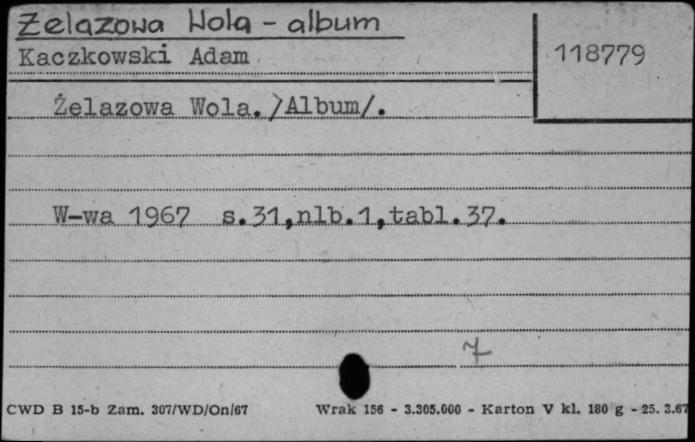 Żelazowa Wola - album
Kaczkowski Adam
118779
Żelazowa Wola. /Album/.
W-wa 1967 s.31,nlb.1,tabl.37.
7
CWD B 15-b Zam. 307/WD/On/67 Wrak 156 - 3.305.000 - Karton V kl. 180 g - 25. 3.67